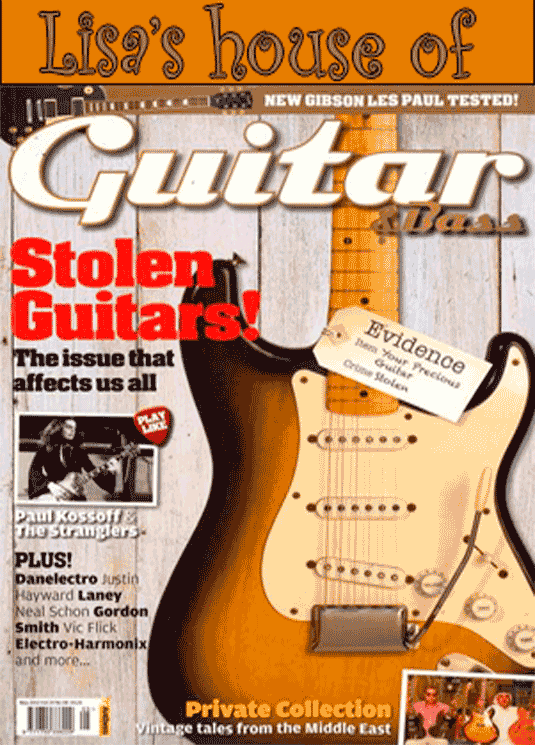 Lisa's house of
NEW GIBSON LES PAUL TESTED!
Guitar
&Bass
Stolen
Guitars!
The issue that
affects us all
Evidence
Item Your Precious
Guitar
Crime Stolen
PLAY
LIKE
Paul Kossoff &
The Stranglers
PLUS!
Danelectro Justin
Hayward Laney
Neal Schon Gordon
Smith Vic Flick
Electro-Harmonix
and more...
Private Collection
Vintage tales from the Middle East